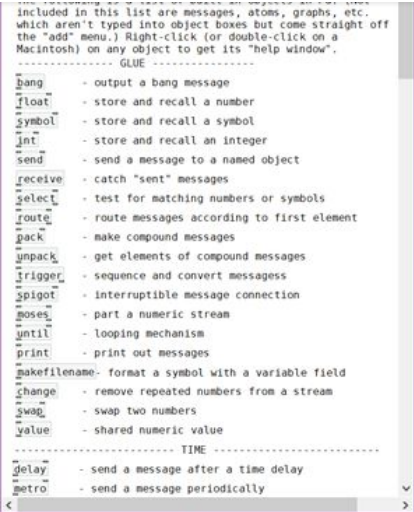 included in this list are messages, atoms, graphs, etc.
which aren't typed into object boxes but come straight off
the "add" menu.) Right-click (or double-click on a
Macintosh) on any object to get its "help window".
--------------- GLUE ---------------
bang - output a bang message
float - store and recall a number
symbol - store and recall a symbol
int - store and recall an integer
send - send a message to a named object
receive - catch "sent" messages
select - test for matching numbers or symbols
route - route messages according to first element
pack - make compound messages
unpack - get elements of compound messages
trigger - sequence and convert messagess
spigot - interruptible message connection
moses - part a numeric stream
until - looping mechanism
print - print out messages
makefilename- format a symbol with a variable field
change - remove repeated numbers from a stream
swap - swap two numbers
value - shared numeric value
------------------------ TIME -------------------------
delay - send a message after a time delay
metro - send a message periodically